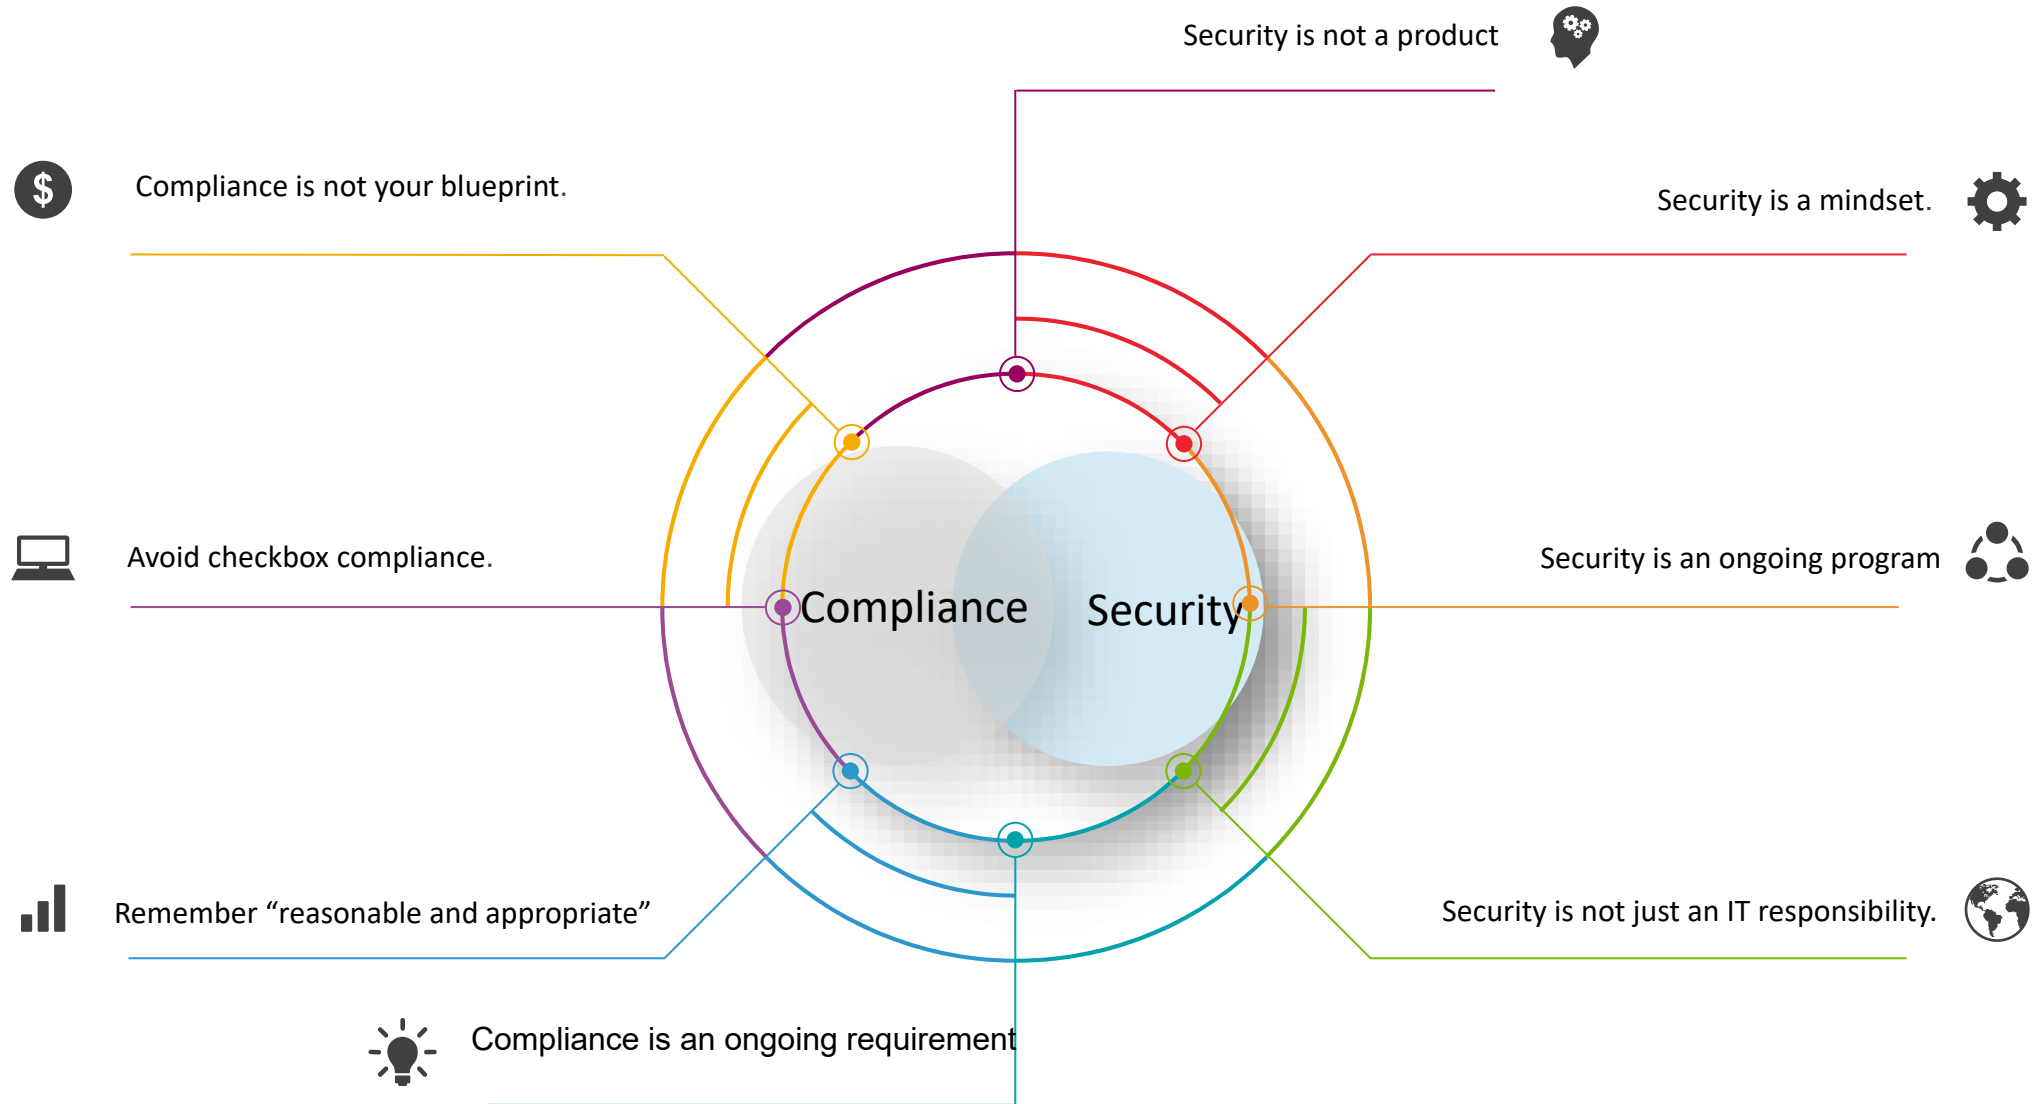 Security is not a product
$
Compliance is not your blueprint.
Security is a mindset.
Avoid checkbox compliance.
Security is an ongoing program
Compliance
Security
Remember “reasonable and appropriate”
Security is not just an IT responsibility.
Compliance is an ongoing requirement